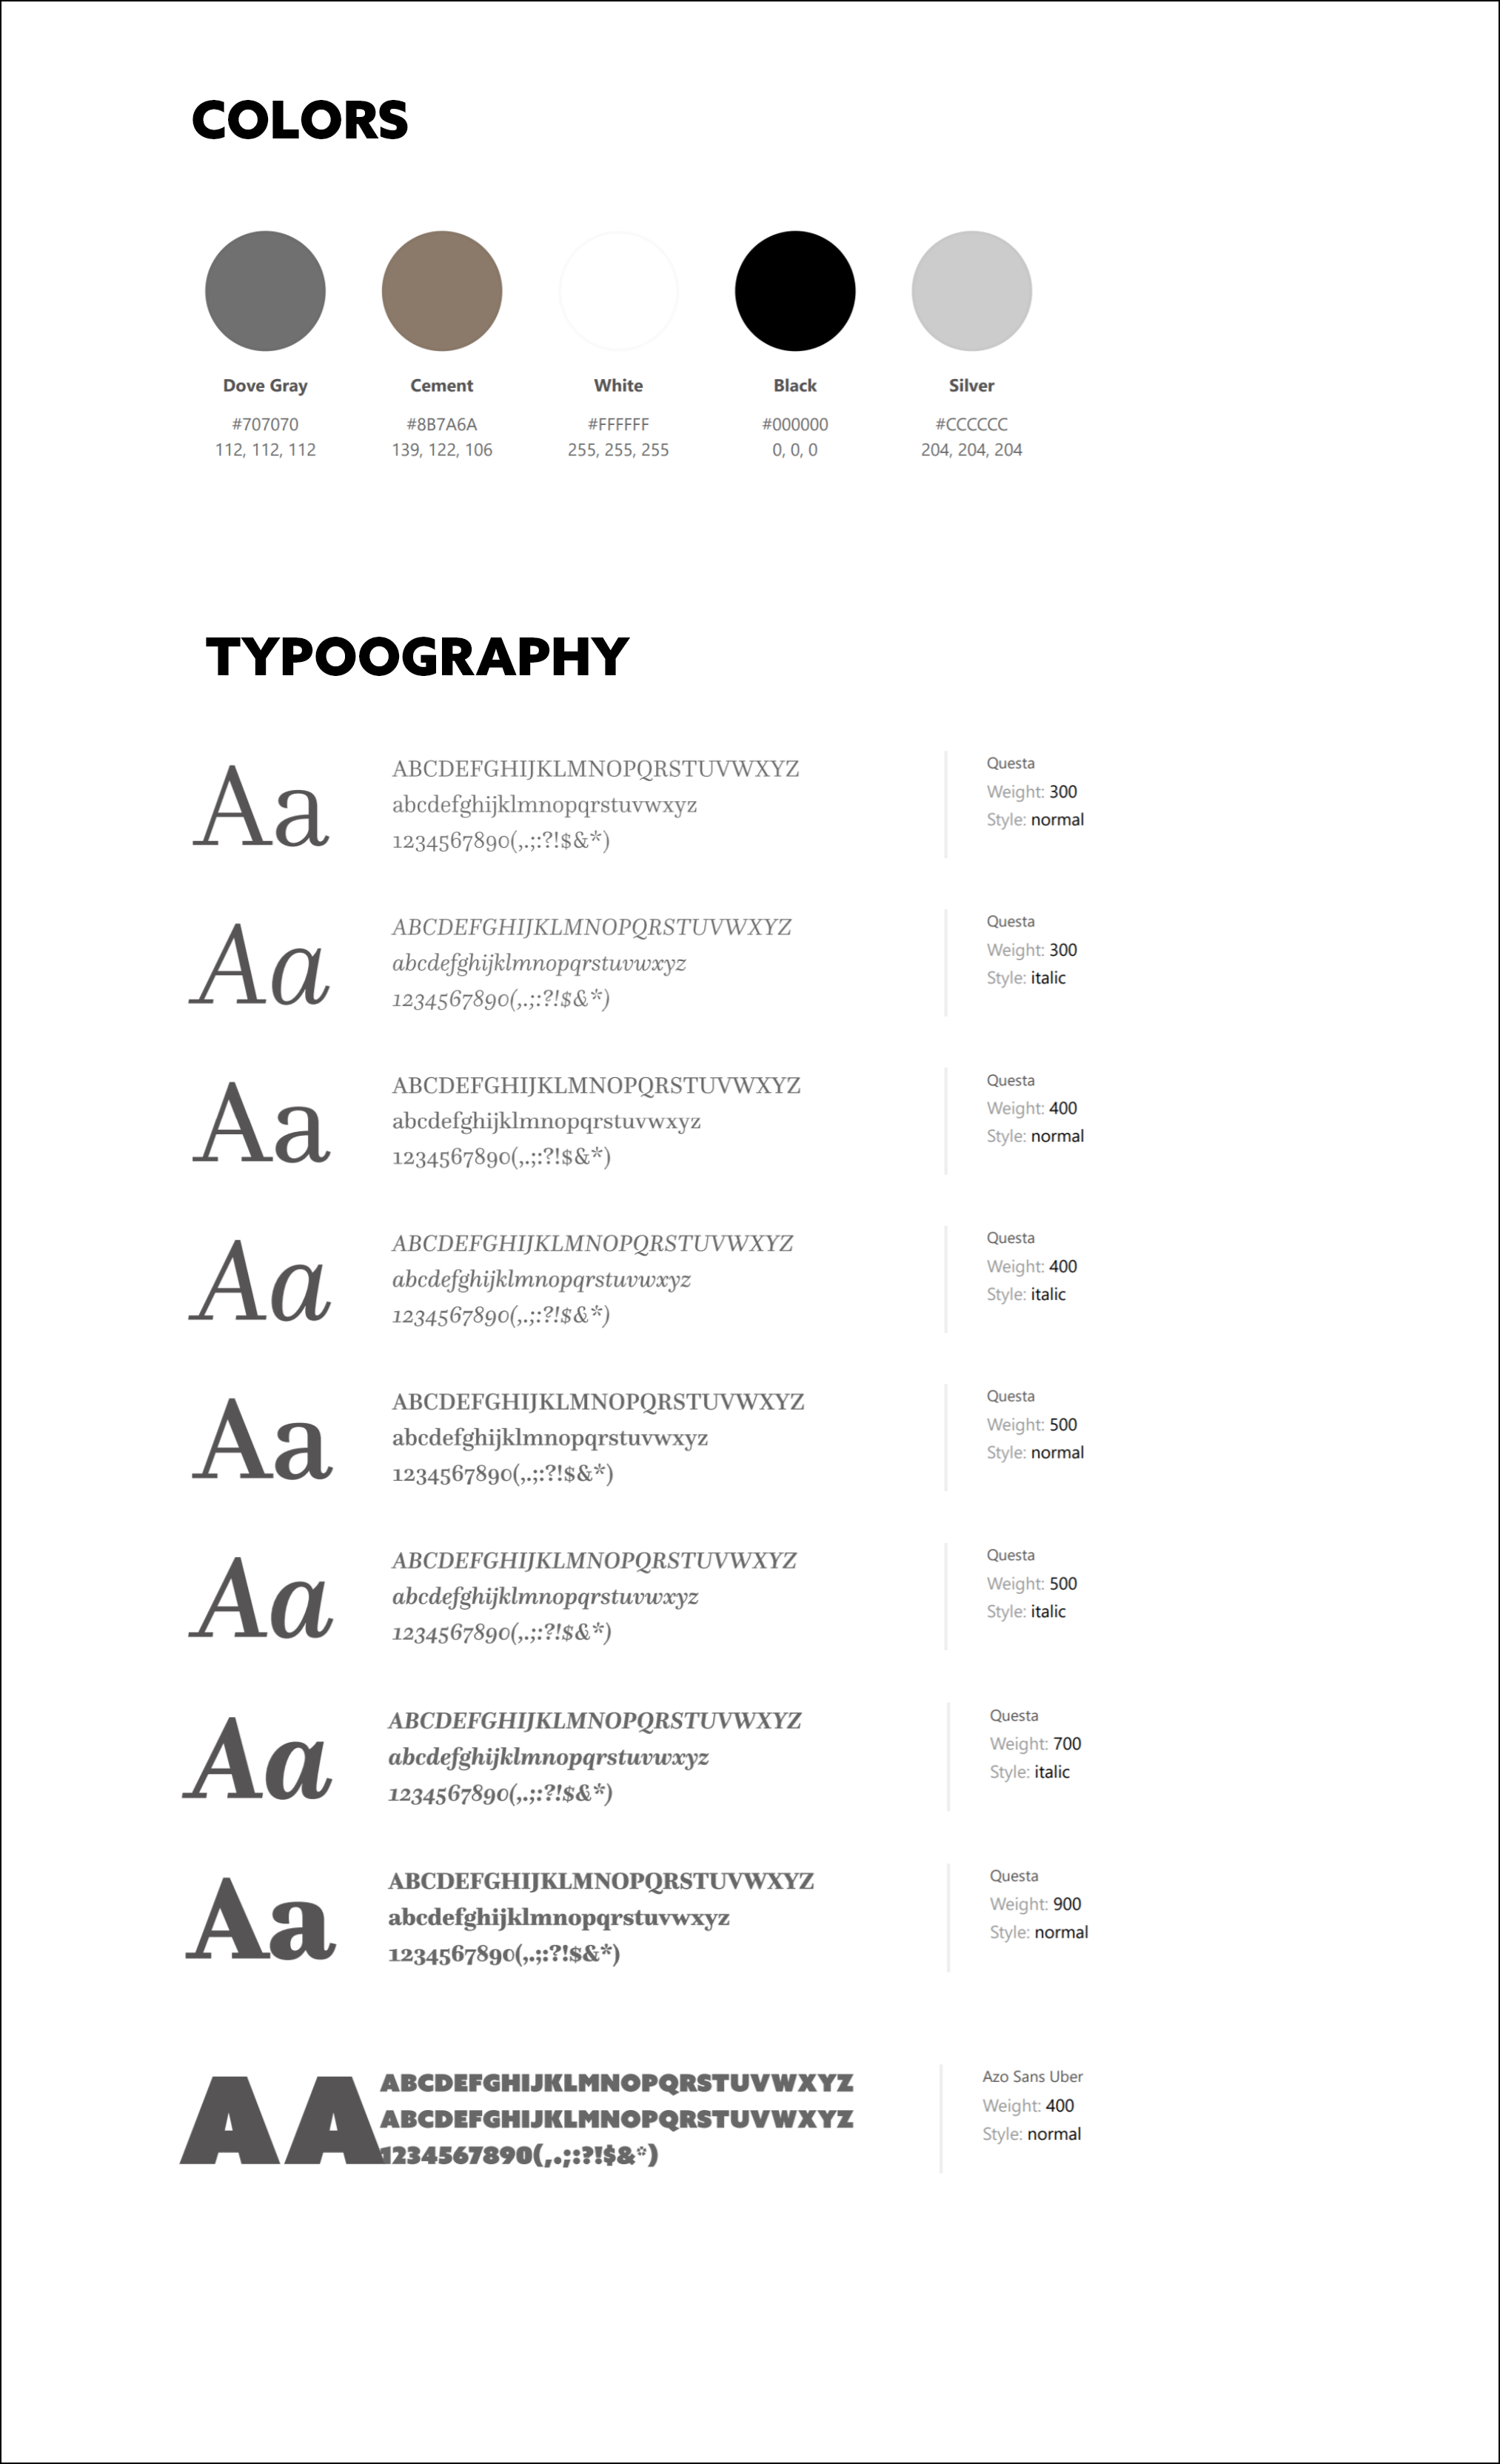 COLORS
Dove Gray
#707070
112, 112, 112
Cement
#8B7A6A
139, 122, 106
White
#FFFFFF
255, 255, 255
Black
#000000
0, 0, 0
Silver
#CCCCCC
204, 204, 204
TYPOOGRAPHY
Aa
ABCDEFGHIJKLMNOPQRSTUVWXYZ
abcdefghijklmnopqrstuvwxyz
1234567890(,.;:?!$&*)
Questa
Weight: 300
Style: normal
Aa
ABCDEFGHIJKLMNOPQRSTUVWXYZ
abcdefghijklmnopqrstuvwxyz
1234567890(,.;:?!$&*)
Questa
Weight: 300
Style: italic
Aa
ABCDEFGHIJKLMNOPQRSTUVWXYZ
abcdefghijklmnopqrstuvwxyz
1234567890(,.;:?!$&*)
Questa
Weight: 400
Style: normal
Aa
ABCDEFGHIJKLMNOPQRSTUVWXYZ
abcdefghijklmnopqrstuvwxyz
1234567890(,.;:?!$&*)
Questa
Weight: 400
Style: italic
Aa
ABCDEFGHIJKLMNOPQRSTUVWXYZ
abcdefghijklmnopqrstuvwxyz
1234567890(,.;:?!$&*)
Questa
Weight: 500
Style: normal
Aa
ABCDEFGHIJKLMNOPQRSTUVWXYZ
abcdefghijklmnopqrstuvwxyz
1234567890(,.;:?!$&*)
Questa
Weight: 500
Style: italic
Aa
ABCDEFGHIJKLMNOPQRSTUVWXYZ
abcdefghijklmnopqrstuvwxyz
1234567890(,.;:?!$&*)
Questa
Weight: 700
Style: italic
Aa
ABCDEFGHIJKLMNOPQRSTUVWXYZ
abcdefghijklmnopqrstuvwxyz
1234567890(,.;:?!$&*)
Questa
Weight: 900
Style: normal
AA
ABCDEFGHIJKLMNOPQRSTUVWXYZ
ABCDEFGHIJKLMNOPQRSTUVWXYZ
1234567890(,.;:?!$&*)
Azo Sans Uber
Weight: 400
Style: normal